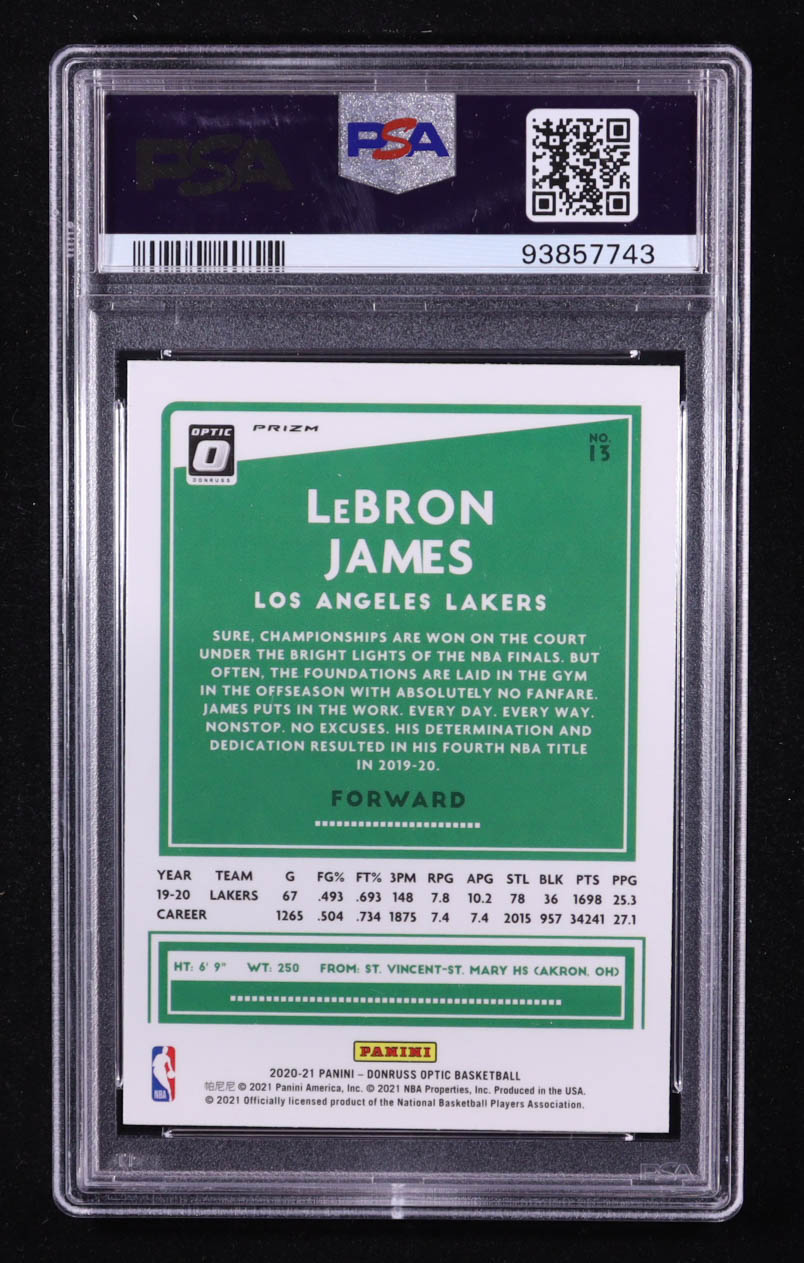 PSA
PSA
93857743
OPTIC
DONRUSS
PRIZM
NO.
13
LeBRON
JAMES
LOS ANGELES LAKERS
SURE, CHAMPIONSHIPS ARE WON ON THE COURT
UNDER THE BRIGHT LIGHTS OF THE NBA FINALS. BUT
OFTEN, THE FOUNDATIONS ARE LAID IN THE GYM
IN THE OFFSEASON WITH ABSOLUTELY NO FANFARE.
JAMES PUTS IN THE WORK. EVERY DAY. EVERY WAY.
NONSTOP. NO EXCUSES. HIS DETERMINATION AND
DEDICATION RESULTED IN HIS FOURTH NBA TITLE
IN 2019-20.
FORWARD
YEAR TEAM G FG% FT% 3PM RPG APG STL BLK PTS PPG
19-20 LAKERS 67 .493 .693 148 7.8 10.2 78 36 1698 25.3
CAREER 1265 .504 .734 1875 7.4 7.4 2015 957 34241 27.1
HT: 6' 9" WT: 250 FROM: ST. VINCENT-ST. MARY HS (AKRON, OH)
PANINI
2020-21 PANINI – DONRUSS OPTIC BASKETBALL
帕尼尼 © 2021 Panini America, Inc. © 2021 NBA Properties, Inc. Produced in the USA.
© 2021 Officially licensed product of the National Basketball Players Association.
NBA
PSA